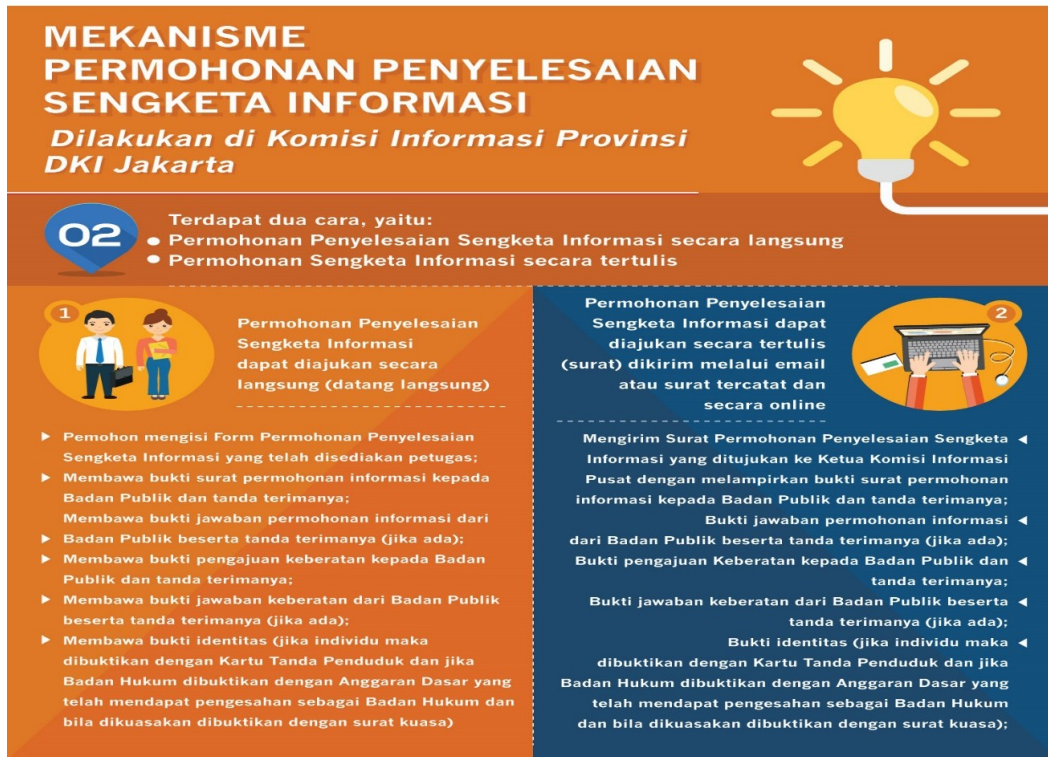 MEKANISME
PERMOHONAN PENYELESAIAN
SENGKETA INFORMASI
Dilakukan di Komisi Informasi Provinsi
DKI Jakarta
02
Terdapat dua cara, yaitu:
● Permohonan Penyelesaian Sengketa Informasi secara langsung
● Permohonan Sengketa Informasi secara tertulis
1
Permohonan Penyelesaian
Sengketa Informasi
dapat diajukan secara
langsung (datang langsung)
► Pemohon mengisi Form Permohonan Penyelesaian
Sengketa Informasi yang telah disediakan petugas;
► Membawa bukti surat permohonan informasi kepada
Badan Publik dan tanda terimanya;
Membawa bukti jawaban permohonan informasi dari
► Badan Publik beserta tanda terimanya (jika ada);
► Membawa bukti pengajuan keberatan kepada Badan
Publik dan tanda terimanya;
► Membawa bukti jawaban keberatan dari Badan Publik
beserta tanda terimanya (jika ada);
► Membawa bukti identitas (jika individu maka
dibuktikan dengan Kartu Tanda Penduduk dan jika
Badan Hukum dibuktikan dengan Anggaran Dasar yang
telah mendapat pengesahan sebagai Badan Hukum dan
bila dikuasakan dibuktikan dengan surat kuasa)
2
Permohonan Penyelesaian
Sengketa Informasi dapat
diajukan secara tertulis
(surat) dikirim melalui email
atau surat tercatat dan
secara online
Mengirim Surat Permohonan Penyelesaian Sengketa ◄
Informasi yang ditujukan ke Ketua Komisi Informasi
Pusat dengan melampirkan bukti surat permohonan
informasi kepada Badan Publik dan tanda terimanya;
Bukti jawaban permohonan informasi ◄
dari Badan Publik beserta tanda terimanya (jika ada);
Bukti pengajuan Keberatan kepada Badan Publik dan ◄
tanda terimanya;
Bukti jawaban keberatan dari Badan Publik beserta ◄
tanda terimanya (jika ada);
Bukti identitas (jika individu maka ◄
dibuktikan dengan Kartu Tanda Penduduk dan jika
Badan Hukum dibuktikan dengan Anggaran Dasar yang
telah mendapat pengesahan sebagai Badan Hukum
dan bila dikuasakan dibuktikan dengan surat kuasa);